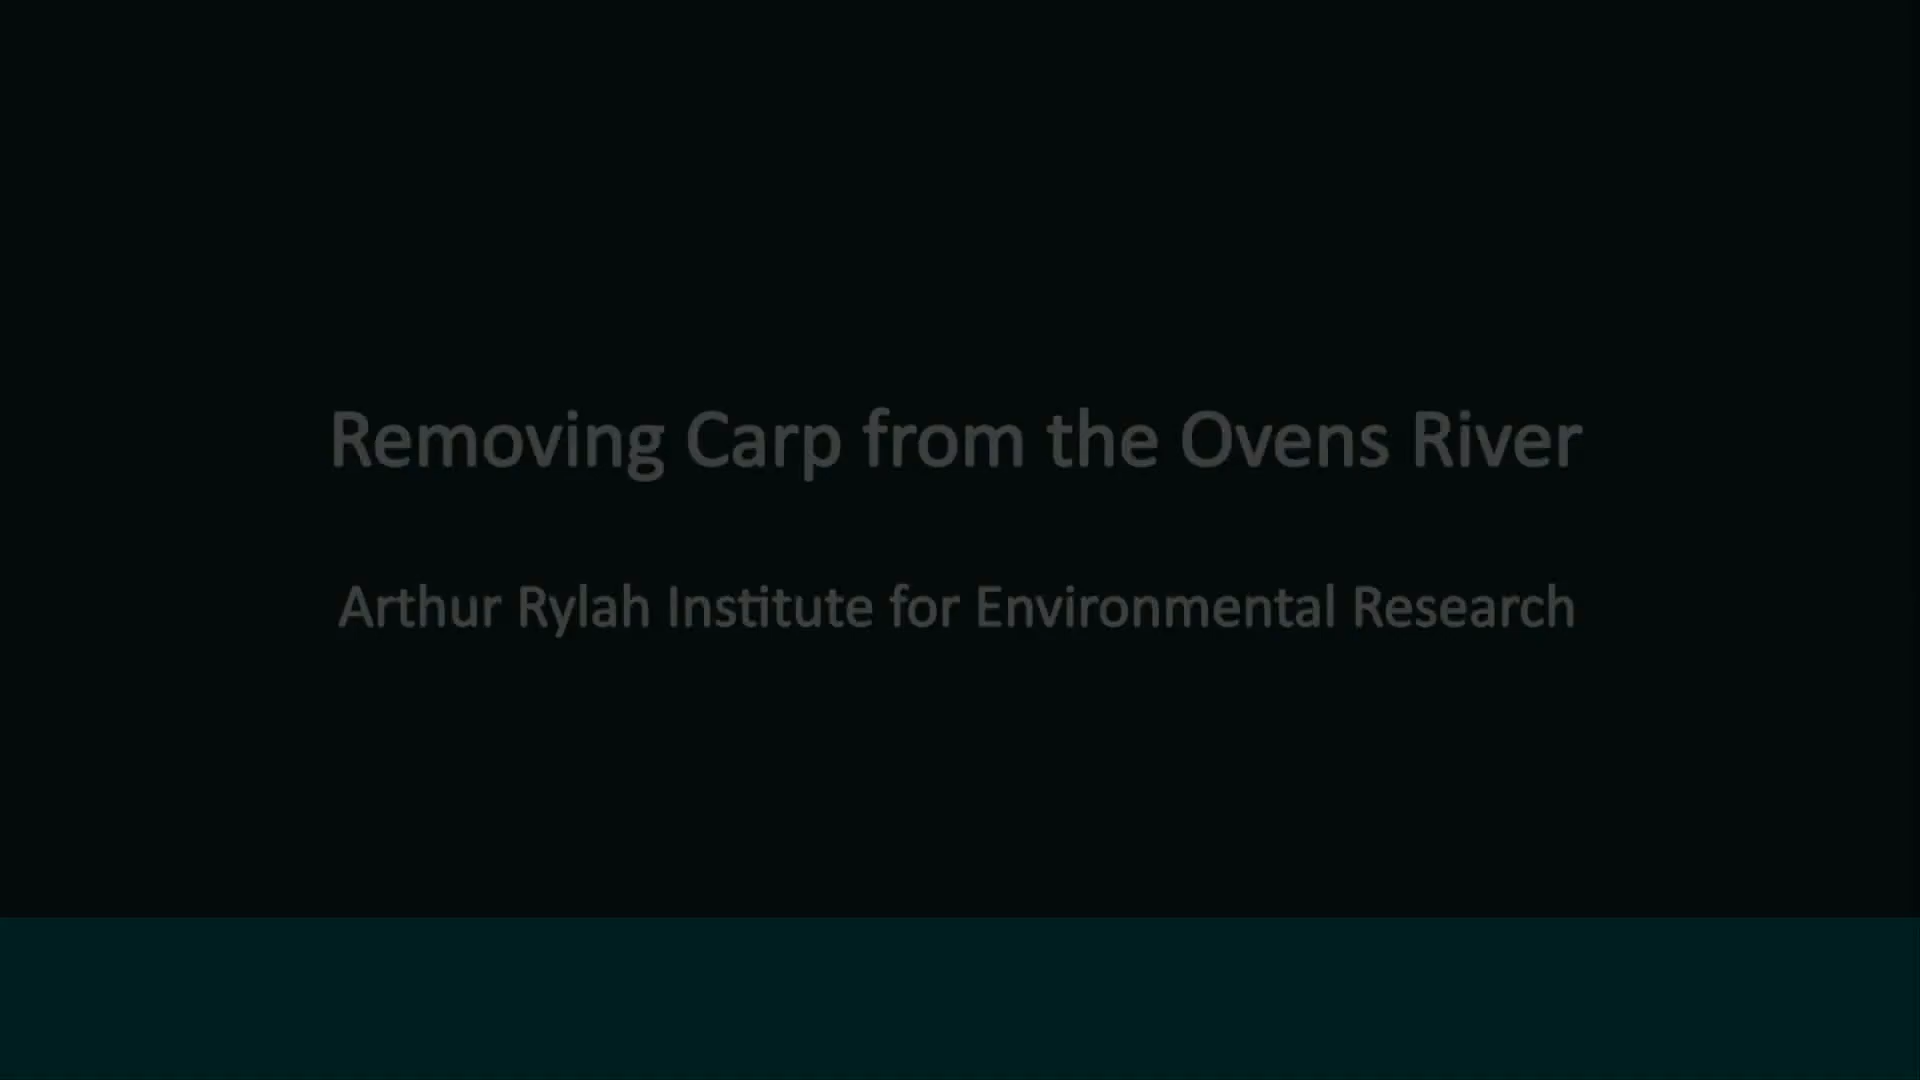 Removing Carp from the Ovens River
Arthur Rylah Institute for Environmental Research